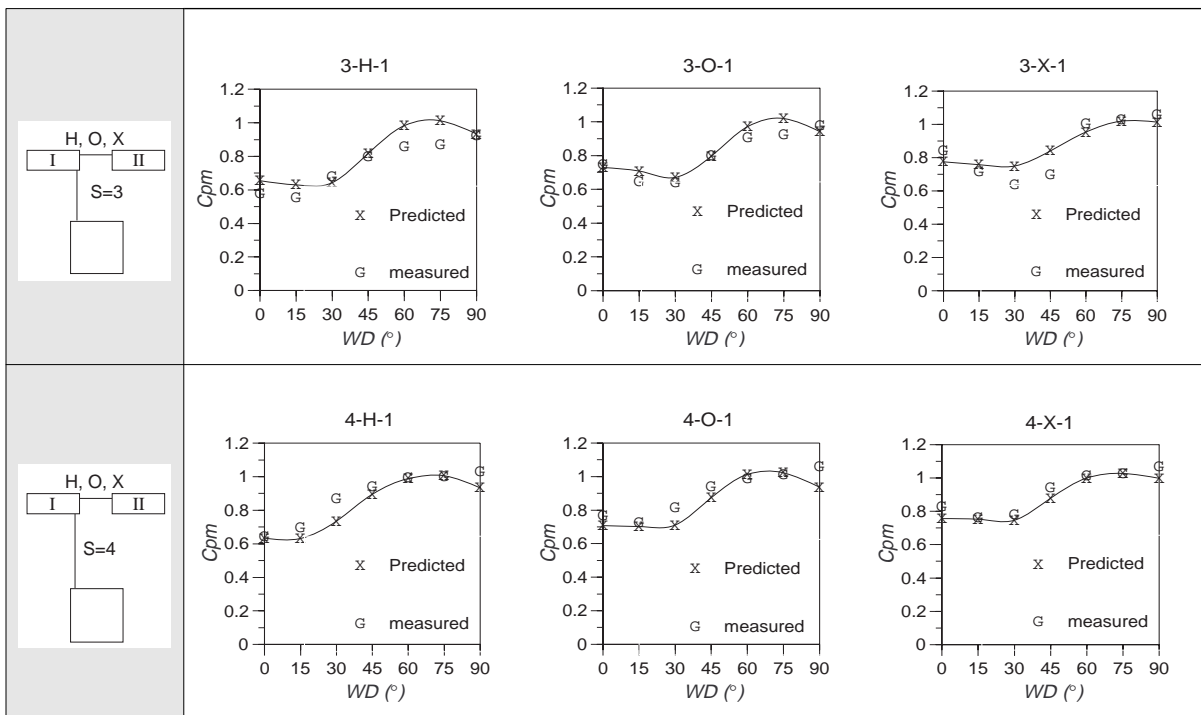 3-H-1
3-O-1
3-X-1
H, O, X
I
II
S=3
Cpm
1.2
1
0.8
0.6
0.4
0.2
0
X Predicted
G measured
0 15 30 45 60 75 90
WD (°)
Cpm
1.2
1
0.8
0.6
0.4
0.2
0
X Predicted
G measured
0 15 30 45 60 75 90
WD (°)
Cpm
1.2
1
0.8
0.6
0.4
0.2
0
X Predicted
G measured
0 15 30 45 60 75 90
WD (°)
4-H-1
4-O-1
4-X-1
H, O, X
I
II
S=4
Cpm
1.2
1
0.8
0.6
0.4
0.2
0
X Predicted
G measured
0 15 30 45 60 75 90
WD (°)
Cpm
1.2
1
0.8
0.6
0.4
0.2
0
X Predicted
G measured
0 15 30 45 60 75 90
WD (°)
Cpm
1.2
1
0.8
0.6
0.4
0.2
0
X Predicted
G measured
0 15 30 45 60 75 90
WD (°)